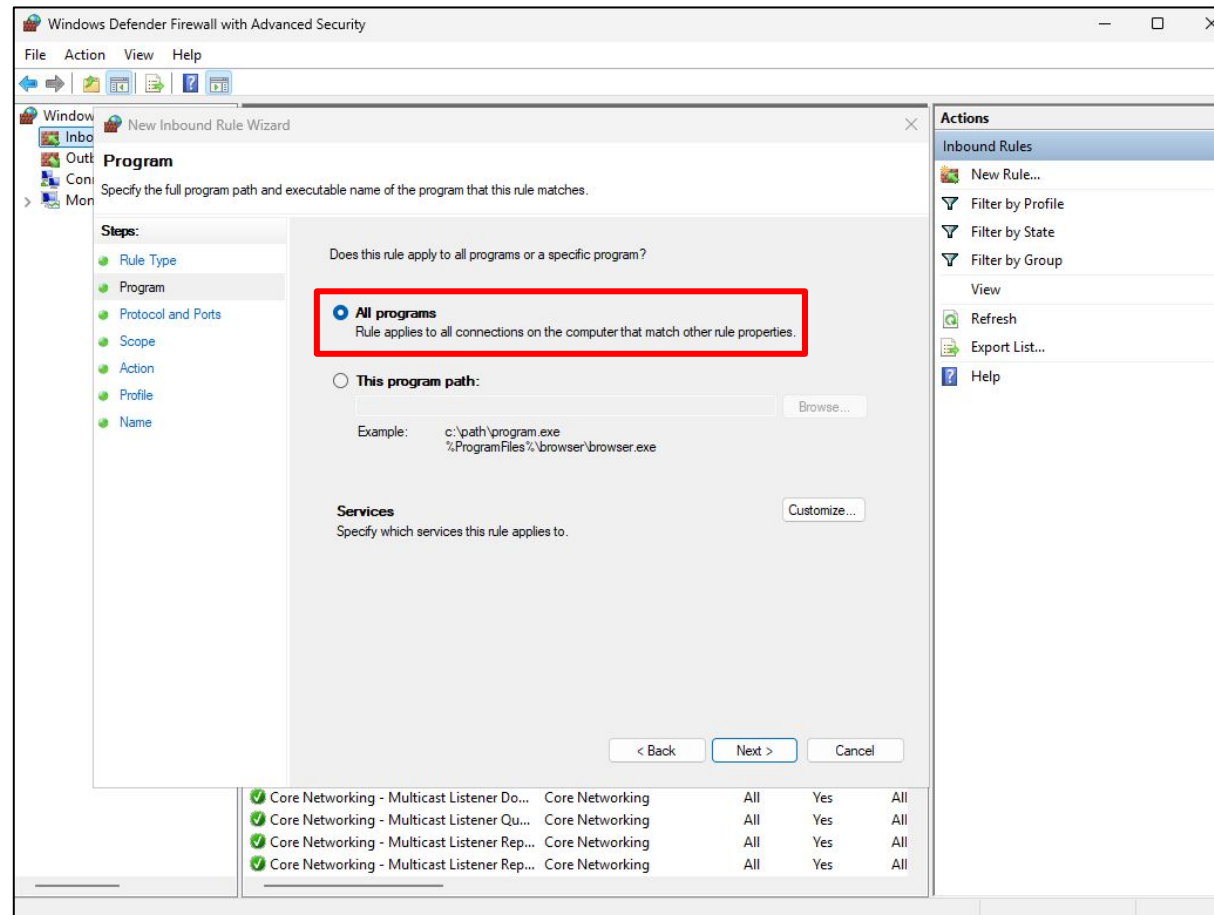 Windows Defender Firewall with Advanced Security
File Action View Help
Window
Inbo
Outb
Con
Mon
New Inbound Rule Wizard
Program
Specify the full program path and executable name of the program that this rule matches.
Steps:
Rule Type
Program
Protocol and Ports
Scope
Action
Profile
Name
Does this rule apply to all programs or a specific program?
All programs
Rule applies to all connections on the computer that match other rule properties.
This program path:
Browse...
Example: c:\path\program.exe
%ProgramFiles%\browser\browser.exe
Services
Customize...
Specify which services this rule applies to.
< Back Next > Cancel
Core Networking - Multicast Listener Do... Core Networking All Yes All
Core Networking - Multicast Listener Qu... Core Networking All Yes All
Core Networking - Multicast Listener Rep... Core Networking All Yes All
Core Networking - Multicast Listener Rep... Core Networking All Yes All
Actions
Inbound Rules
New Rule...
Filter by Profile
Filter by State
Filter by Group
View
Refresh
Export List...
Help